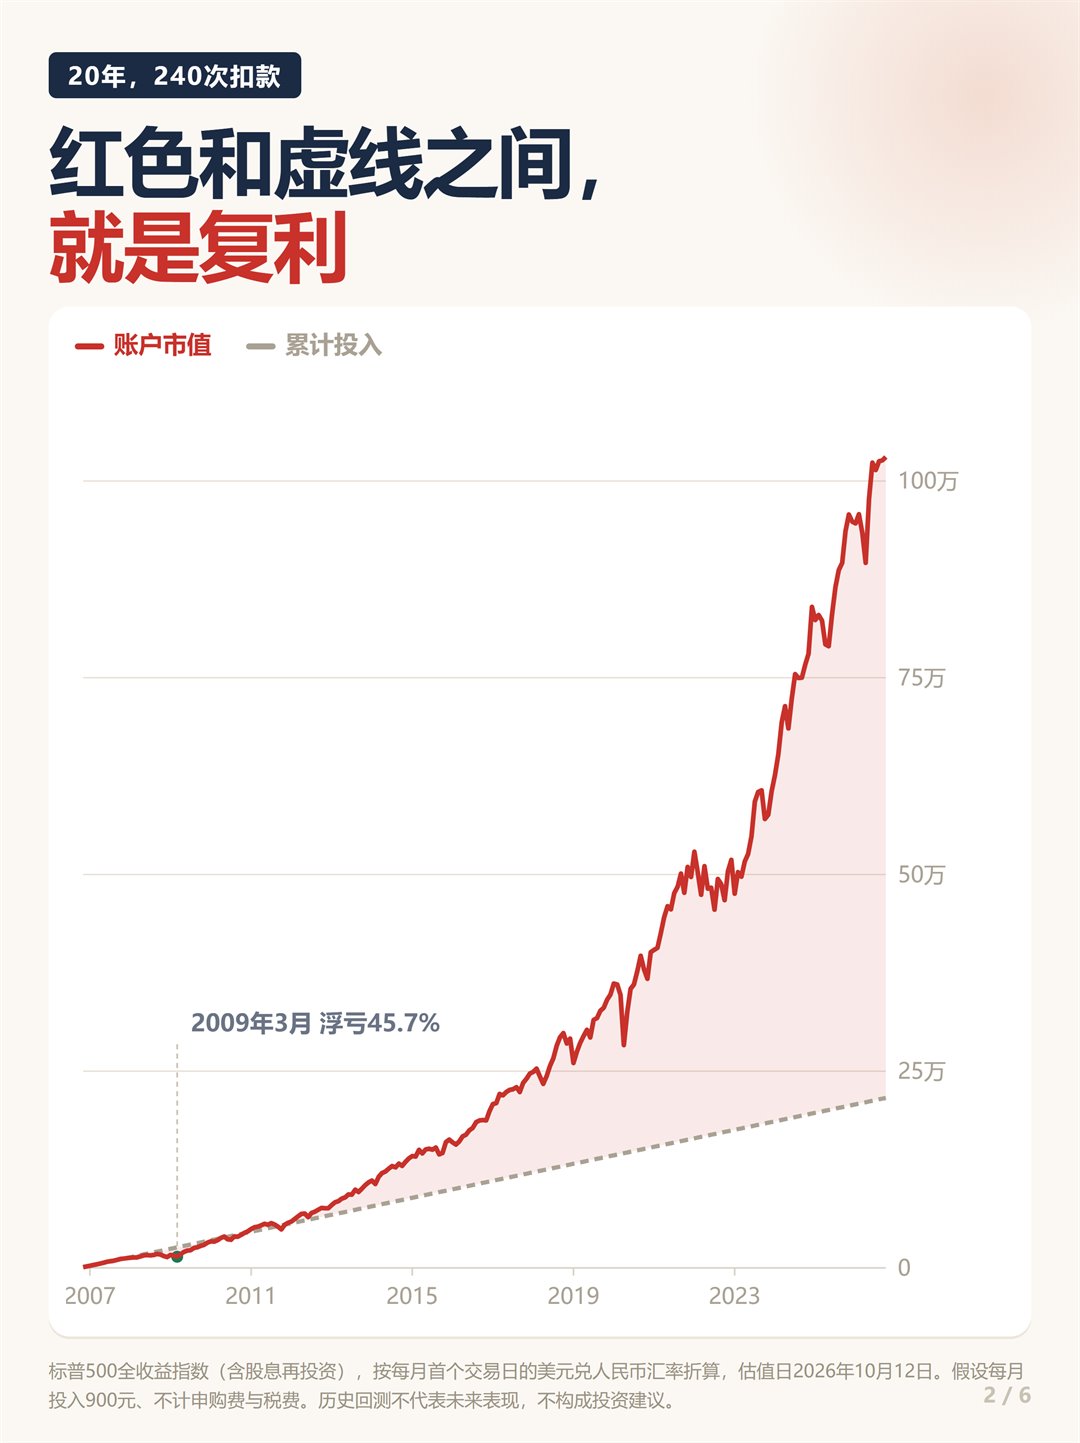 20年，240次扣款
红色和虚线之间，
就是复利
账户市值 累计投入
100万
75万
50万
2009年3月 浮亏45.7%
25万
0
2007 2011 2015 2019 2023
标普500全收益指数（含股息再投资），按每月首个交易日的美元兑人民币汇率折算，估值日2026年10月12日。假设每月
投入900元、不计申购费与税费。历史回测不代表未来表现，不构成投资建议。
2 / 6